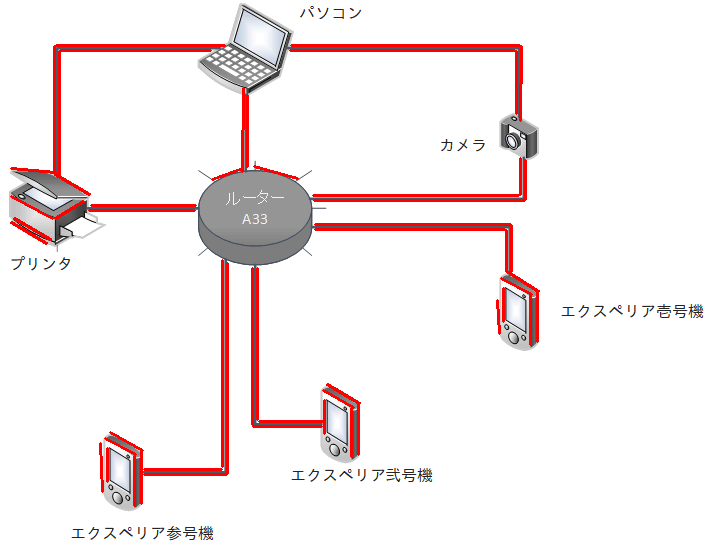 パソコン
カメラ
ルーター
A33
プリンタ
エクスペリア壱号機
エクスペリア弐号機
エクスペリア参号機